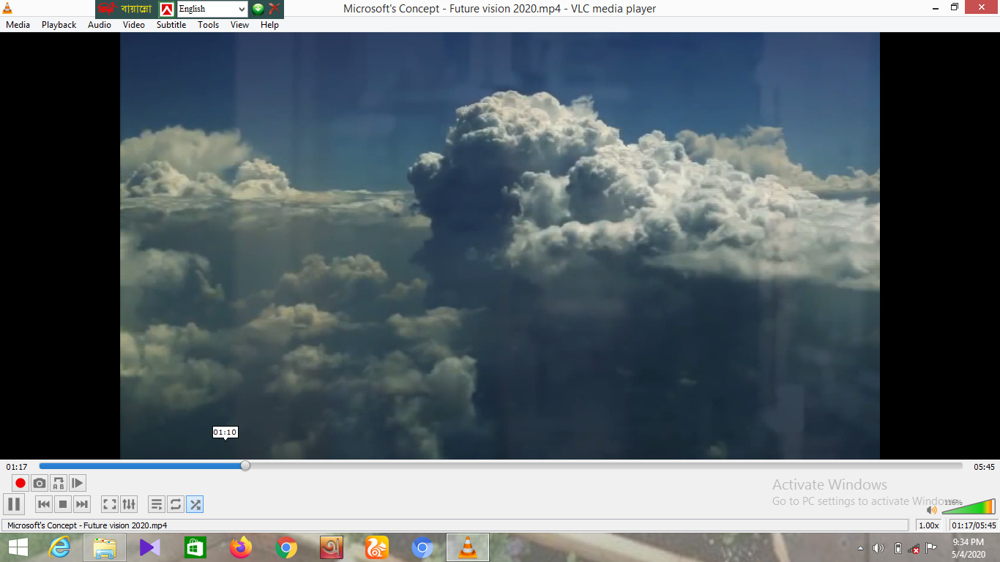 বায়ান্নো English Microsoft's Concept - Future vision 2020.mp4 - VLC media player
Media Playback Audio Video Subtitle Tools View Help
01:10
01:17 05:45
A B
Activate Windows
Go to PC settings to activate Windows.
116%
Microsoft's Concept - Future vision 2020.mp4 1.00x 01:17/05:45
9:34 PM
5/4/2020